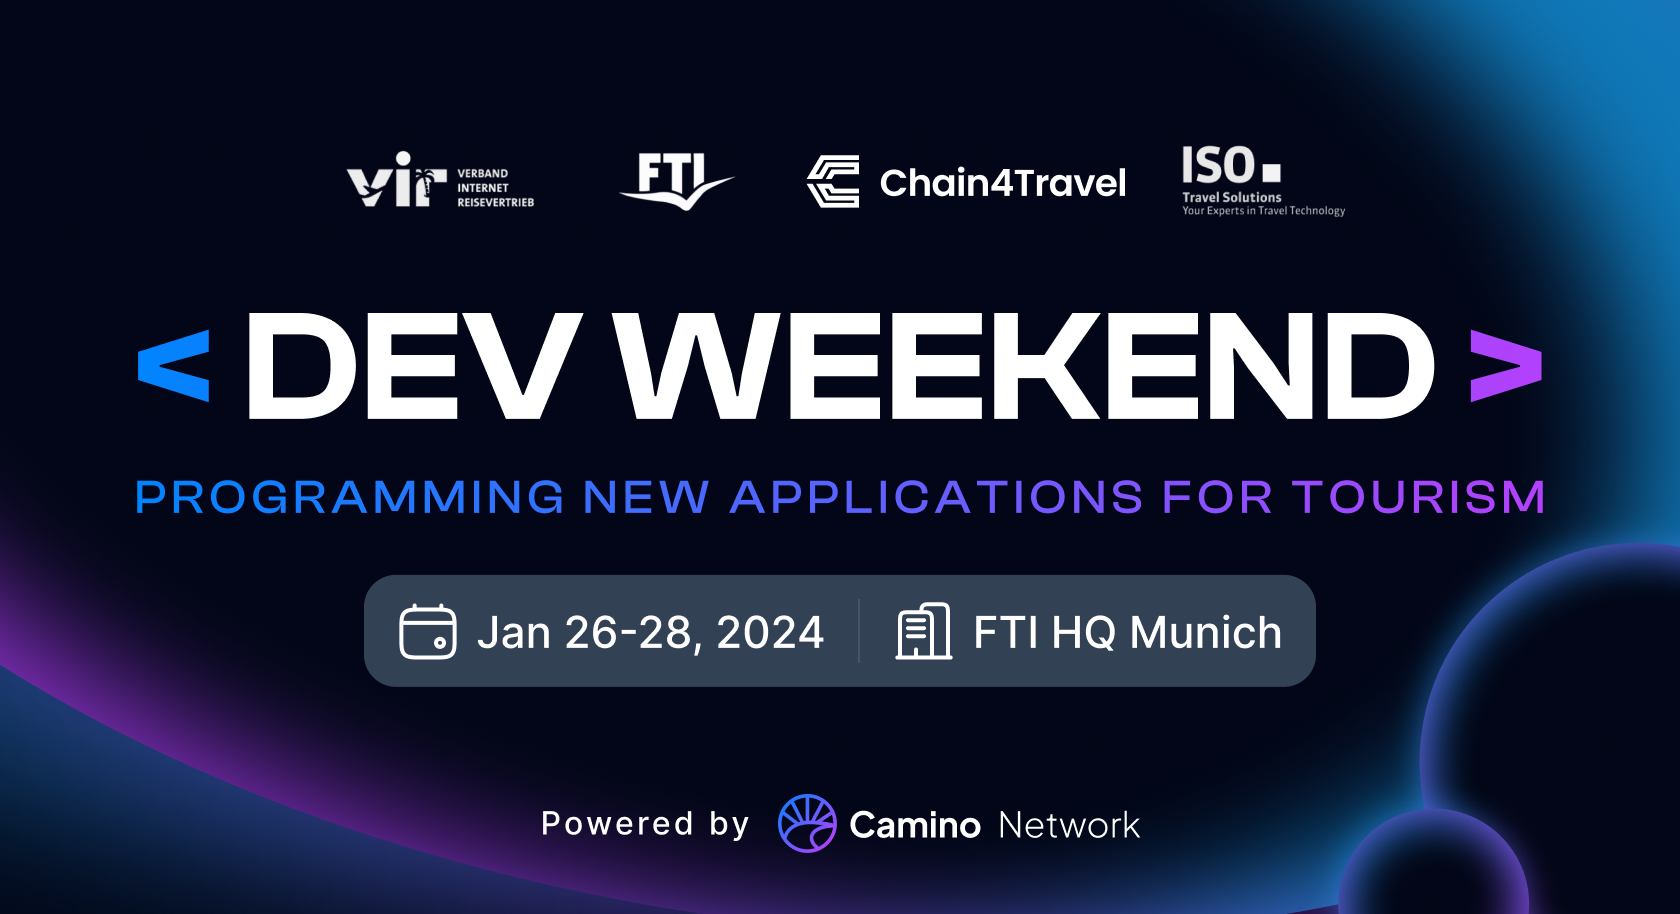 vir VERBAND
INTERNET
REISEVERTRIEB
FTI
Chain4Travel
ISO
Travel Solutions
Your Experts in Travel Technology
< DEV WEEKEND >
PROGRAMMING NEW APPLICATIONS FOR TOURISM
Jan 26-28, 2024
FTI HQ Munich
Powered by Camino Network